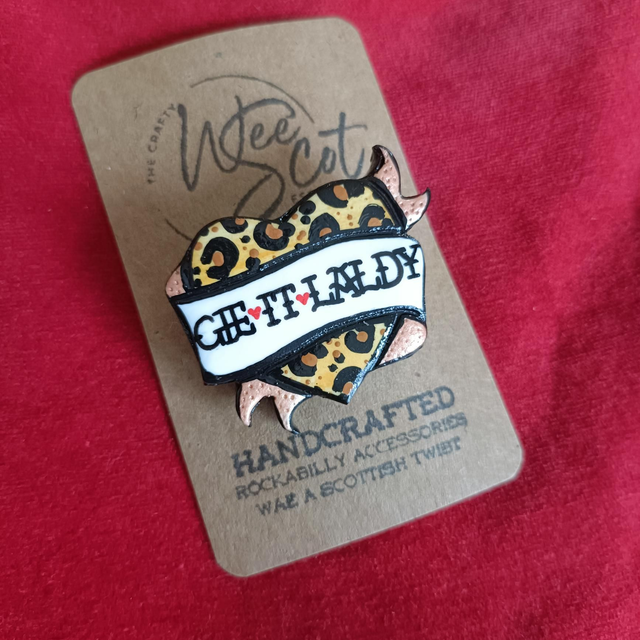 THE CRAFTY
Wee
Scot
GIE IT LALDY
HANDCRAFTED
ROCKABILLY ACCESSORIES
WAE A SCOTTISH TWIST